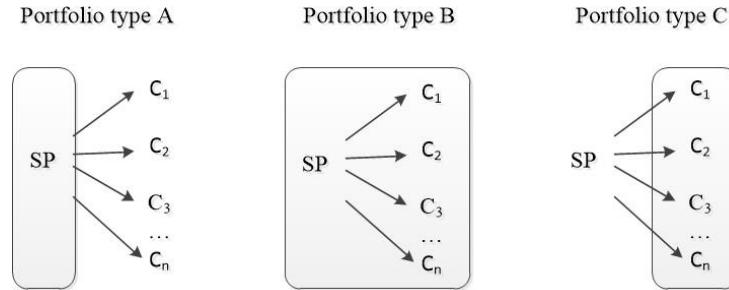 Portfolio type A
Portfolio type B
Portfolio type C
SP
C₁
C₂
C₃
...
Cₙ
SP
C₁
C₂
C₃
...
Cₙ
SP
C₁
C₂
C₃
...
Cₙ